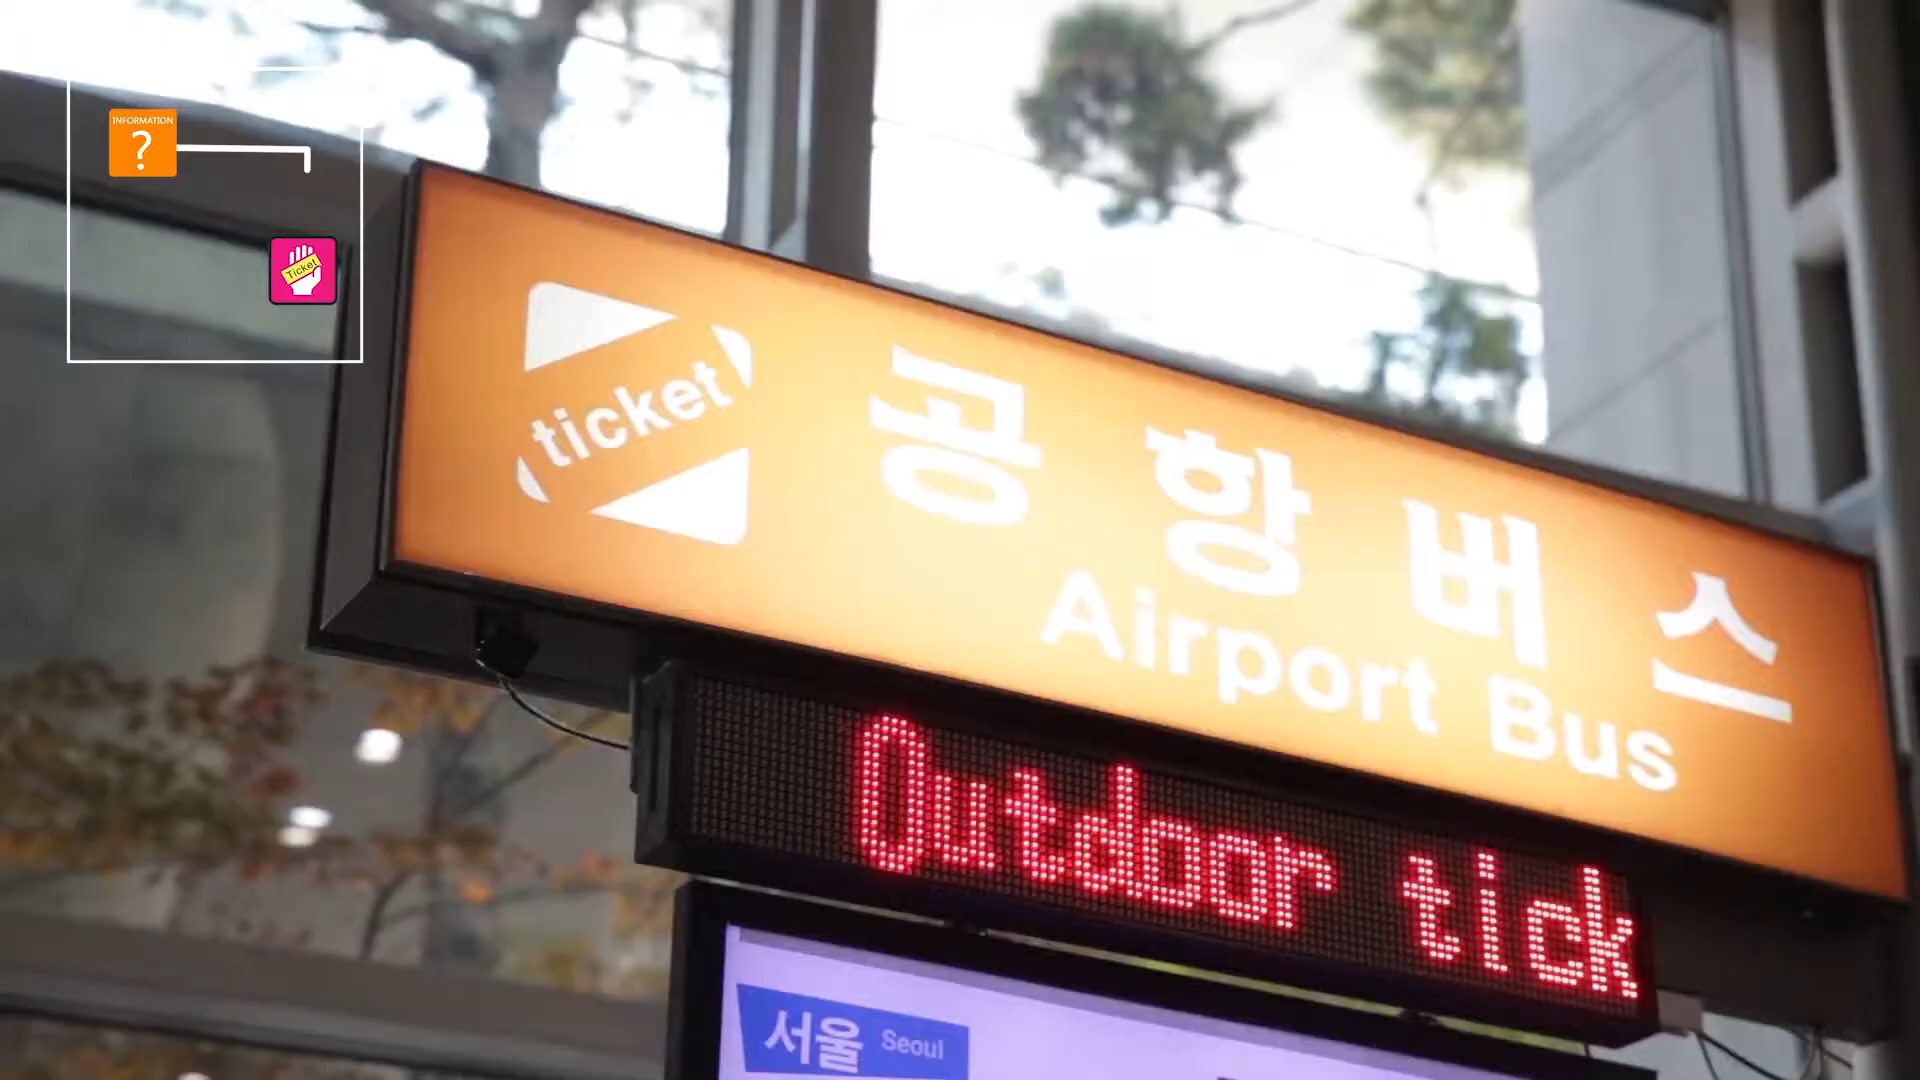 INFORMATION
?
Ticket
ticket
공항버스
Airport Bus
Outdoor tick
서울 Seoul